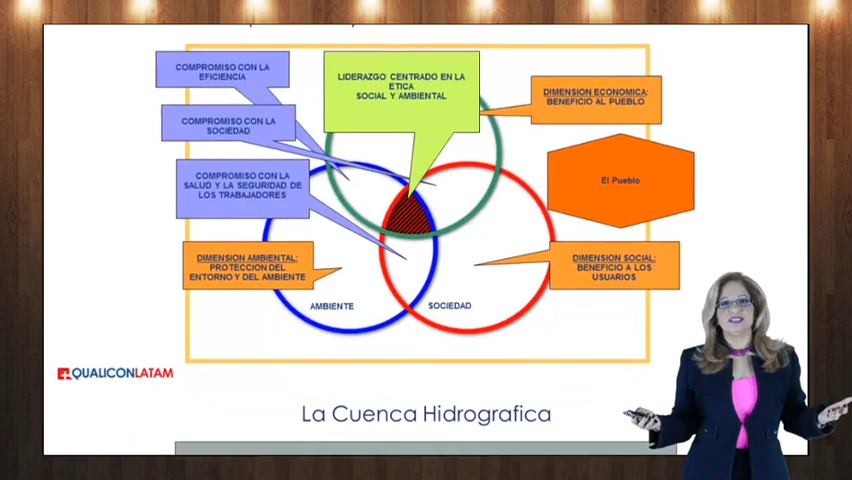 COMPROMISO CON LA
EFICIENCIA
COMPROMISO CON LA
SOCIEDAD
COMPROMISO CON LA
SALUD Y LA SEGURIDAD DE
LOS TRABAJADORES
LIDERAZGO CENTRADO EN LA
ETICA
SOCIAL Y AMBIENTAL
DIMENSION ECONOMICA:
BENEFICIO AL PUEBLO
El Pueblo
DIMENSION AMBIENTAL:
PROTECCION DEL
ENTORNO Y DEL AMBIENTE
DIMENSION SOCIAL:
BENEFICIO A LOS
USUARIOS
AMBIENTE
SOCIEDAD
QUALICONLATAM
La Cuenca Hidrografica